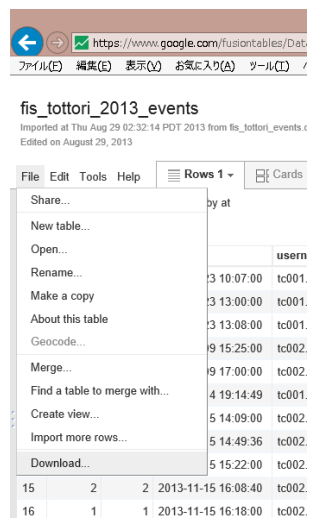 https://www.google.com/fusiontables/Data
ファイル(F) 編集(E) 表示(V) お気に入り(A) ツール(T)
fis_tottori_2013_events
Imported at Thu Aug 29 02:32:14 PDT 2013 from fis_tottori_events.c
Edited on August 29, 2013
File Edit Tools Help Rows 1 Cards
Share... by at
New table...
Open... usern
Rename... 3 10:07:00 tc001.
Make a copy 23 13:00:00 tc001.
About this table 23 13:08:00 tc001.
Geocode... 09 15:25:00 tc002.
Merge... 09 17:00:00 tc002.
Find a table to merge with... 4 19:14:49 tc001.
Create view... 5 14:09:00 tc002.
Import more rows... 5 14:49:36 tc002.
Download... 5 15:22:00 tc002.
15 2 2 2013-11-15 16:08:40 tc002.
16 1 1 2013-11-15 16:18:00 tc002.